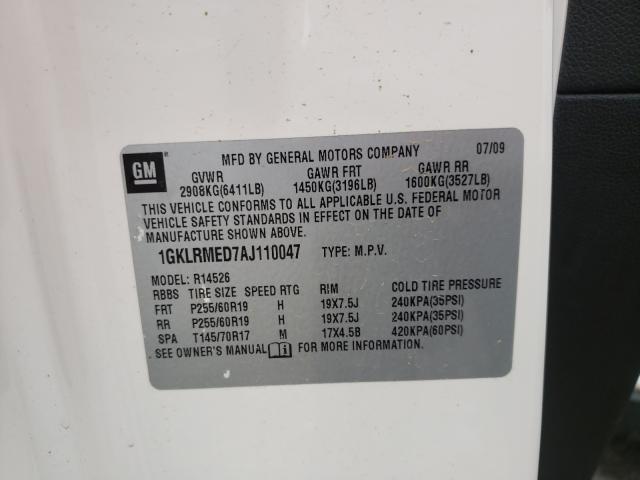 GM
MFD BY GENERAL MOTORS COMPANY 07/09
GVWR GAWR FRT GAWR RR
2908KG(6411LB) 1450KG(3196LB) 1600KG(3527LB)
THIS VEHICLE CONFORMS TO ALL APPLICABLE U.S. FEDERAL MOTOR
VEHICLE SAFETY STANDARDS IN EFFECT ON THE DATE OF
MANUFACTURE SHOWN ABOVE.
1GKLRMED7AJ110047 TYPE: M.P.V.
MODEL: R14526
RBBS TIRE SIZE SPEED RTG RIM COLD TIRE PRESSURE
FRT P255/60R19 H 19X7.5J 240KPA(35PSI)
RR P255/60R19 H 19X7.5J 240KPA(35PSI)
SPA T145/70R17 M 17X4.5B 420KPA(60PSI)
SEE OWNER'S MANUAL FOR MORE INFORMATION.